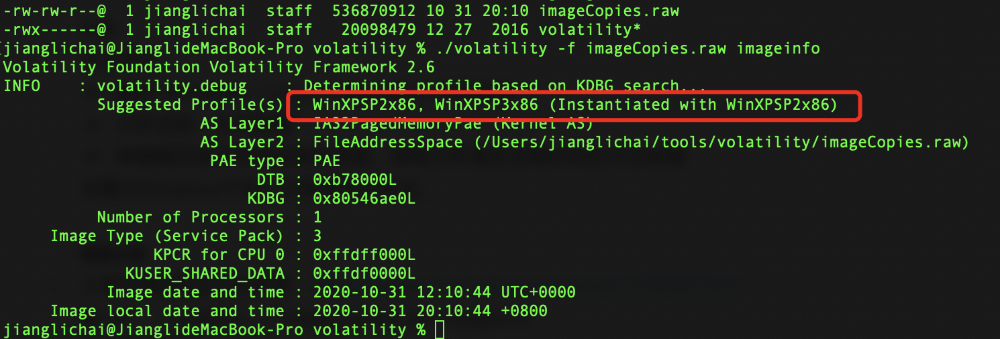 -rw-rw-r--@  1 jianglichai  staff  536870912 10 31 20:10 imageCopies.raw
-rwx------@  1 jianglichai  staff   20098479 12 27  2016 volatility*
jianglichai@JianglideMacBook-Pro volatility % ./volatility -f imageCopies.raw imageinfo
Volatility Foundation Volatility Framework 2.6
INFO    : volatility.debug    : Determining profile based on KDBG search...
Suggested Profile(s) : WinXPSP2x86, WinXPSP3x86 (Instantiated with WinXPSP2x86)
AS Layer1 : IA32PagedMemoryPae (Kernel AS)
AS Layer2 : FileAddressSpace (/Users/jianglichai/tools/volatility/imageCopies.raw)
PAE type : PAE
DTB : 0xb78000L
KDBG : 0x80546ae0L
Number of Processors : 1
Image Type (Service Pack) : 3
KPCR for CPU 0 : 0xffdff000L
KUSER_SHARED_DATA : 0xffdf0000L
Image date and time : 2020-10-31 12:10:44 UTC+0000
Image local date and time : 2020-10-31 20:10:44 +0800
jianglichai@JianglideMacBook-Pro volatility %